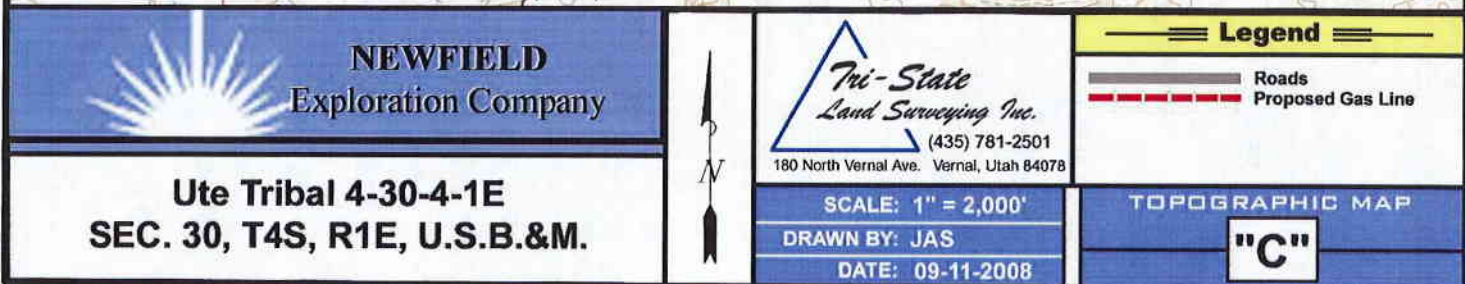 NEWFIELD
Exploration Company
Ute Tribal 4-30-4-1E
SEC. 30, T4S, R1E, U.S.B.&M.
N
Tri-State
Land Surveying Inc.
(435) 781-2501
180 North Vernal Ave. Vernal, Utah 84078
SCALE: 1" = 2,000'
DRAWN BY: JAS
DATE: 09-11-2008
Legend
Roads
Proposed Gas Line
TOPOGRAPHIC MAP
"C"